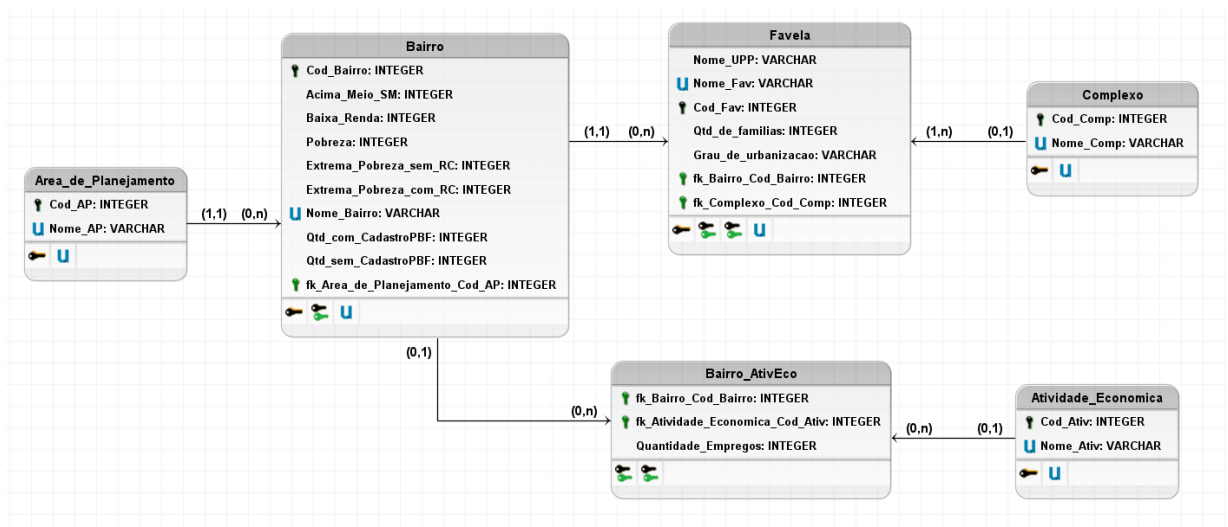 Bairro
Cod_Bairro: INTEGER
Acima_Meio_SM: INTEGER
Baixa_Renda: INTEGER
Pobreza: INTEGER
Extrema_Pobreza_sem_RC: INTEGER
Extrema_Pobreza_com_RC: INTEGER
U Nome_Bairro: VARCHAR
Qtd_com_CadastroPBF: INTEGER
Qtd_sem_CadastroPBF: INTEGER
fk_Area_de_Planejamento_Cod_AP: INTEGER
U
Favela
Nome_UPP: VARCHAR
U Nome_Fav: VARCHAR
Cod_Fav: INTEGER
Qtd_de_familias: INTEGER
Grau_de_urbanizacao: VARCHAR
fk_Bairro_Cod_Bairro: INTEGER
fk_Complexo_Cod_Comp: INTEGER
U
Complexo
Cod_Comp: INTEGER
U Nome_Comp: VARCHAR
U
(1,1) (0,n)
(1,n) (0,1)
Area_de_Planejamento
Cod_AP: INTEGER
U Nome_AP: VARCHAR
U
(1,1) (0,n)
(0,1)
(0,n)
Bairro_AtivEco
fk_Bairro_Cod_Bairro: INTEGER
fk_Atividade_Economica_Cod_Ativ: INTEGER
Quantidade_Empregos: INTEGER
(0,n) (0,1)
Atividade_Economica
Cod_Ativ: INTEGER
U Nome_Ativ: VARCHAR
U